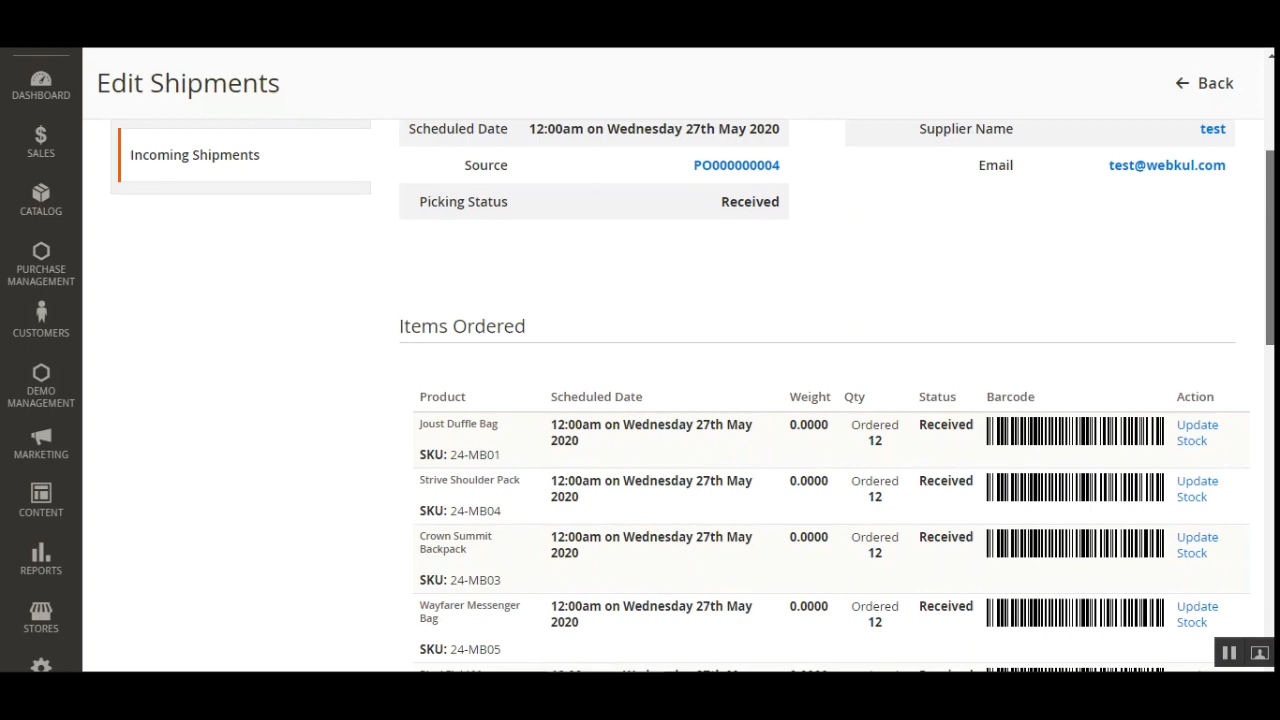 Edit Shipments
Back
DASHBOARD
SALES
CATALOG
PURCHASE
MANAGEMENT
CUSTOMERS
DEMO
MANAGEMENT
MARKETING
CONTENT
REPORTS
STORES
Incoming Shipments
Scheduled Date 12:00am on Wednesday 27th May 2020
Source PO000000004
Picking Status Received
Supplier Name test
Email test@webkul.com
Items Ordered
Product Scheduled Date Weight Qty Status Barcode Action
Joust Duffle Bag 12:00am on Wednesday 27th May 0.0000 Ordered Received Update
2020 12 Stock
SKU: 24-MB01
Strive Shoulder Pack 12:00am on Wednesday 27th May 0.0000 Ordered Received Update
2020 12 Stock
SKU: 24-MB04
Crown Summit 12:00am on Wednesday 27th May 0.0000 Ordered Received Update
Backpack 2020 12 Stock
SKU: 24-MB03
Wayfarer Messenger 12:00am on Wednesday 27th May 0.0000 Ordered Received Update
Bag 2020 12 Stock
SKU: 24-MB05